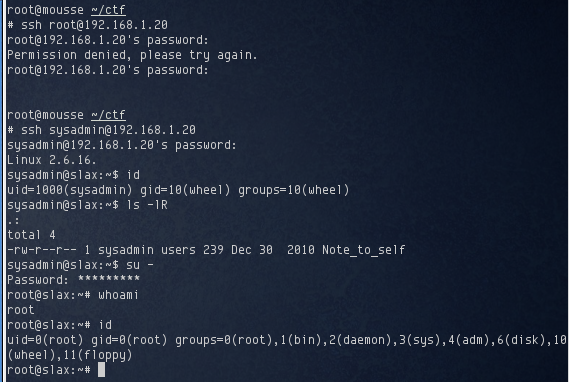 root@mousse ~/ctf
# ssh root@192.168.1.20
root@192.168.1.20's password:
Permission denied, please try again.
root@192.168.1.20's password:
root@mousse ~/ctf
# ssh sysadmin@192.168.1.20
sysadmin@192.168.1.20's password:
Linux 2.6.16.
sysadmin@slax:~$ id
uid=1000(sysadmin) gid=10(wheel) groups=10(wheel)
sysadmin@slax:~$ ls -lR
.:
total 4
-rw-r--r-- 1 sysadmin users 239 Dec 30  2010 Note_to_self
sysadmin@slax:~$ su -
Password: *********
root@slax:~# whoami
root
root@slax:~# id
uid=0(root) gid=0(root) groups=0(root),1(bin),2(daemon),3(sys),4(adm),6(disk),10
(wheel),11(floppy)
root@slax:~#